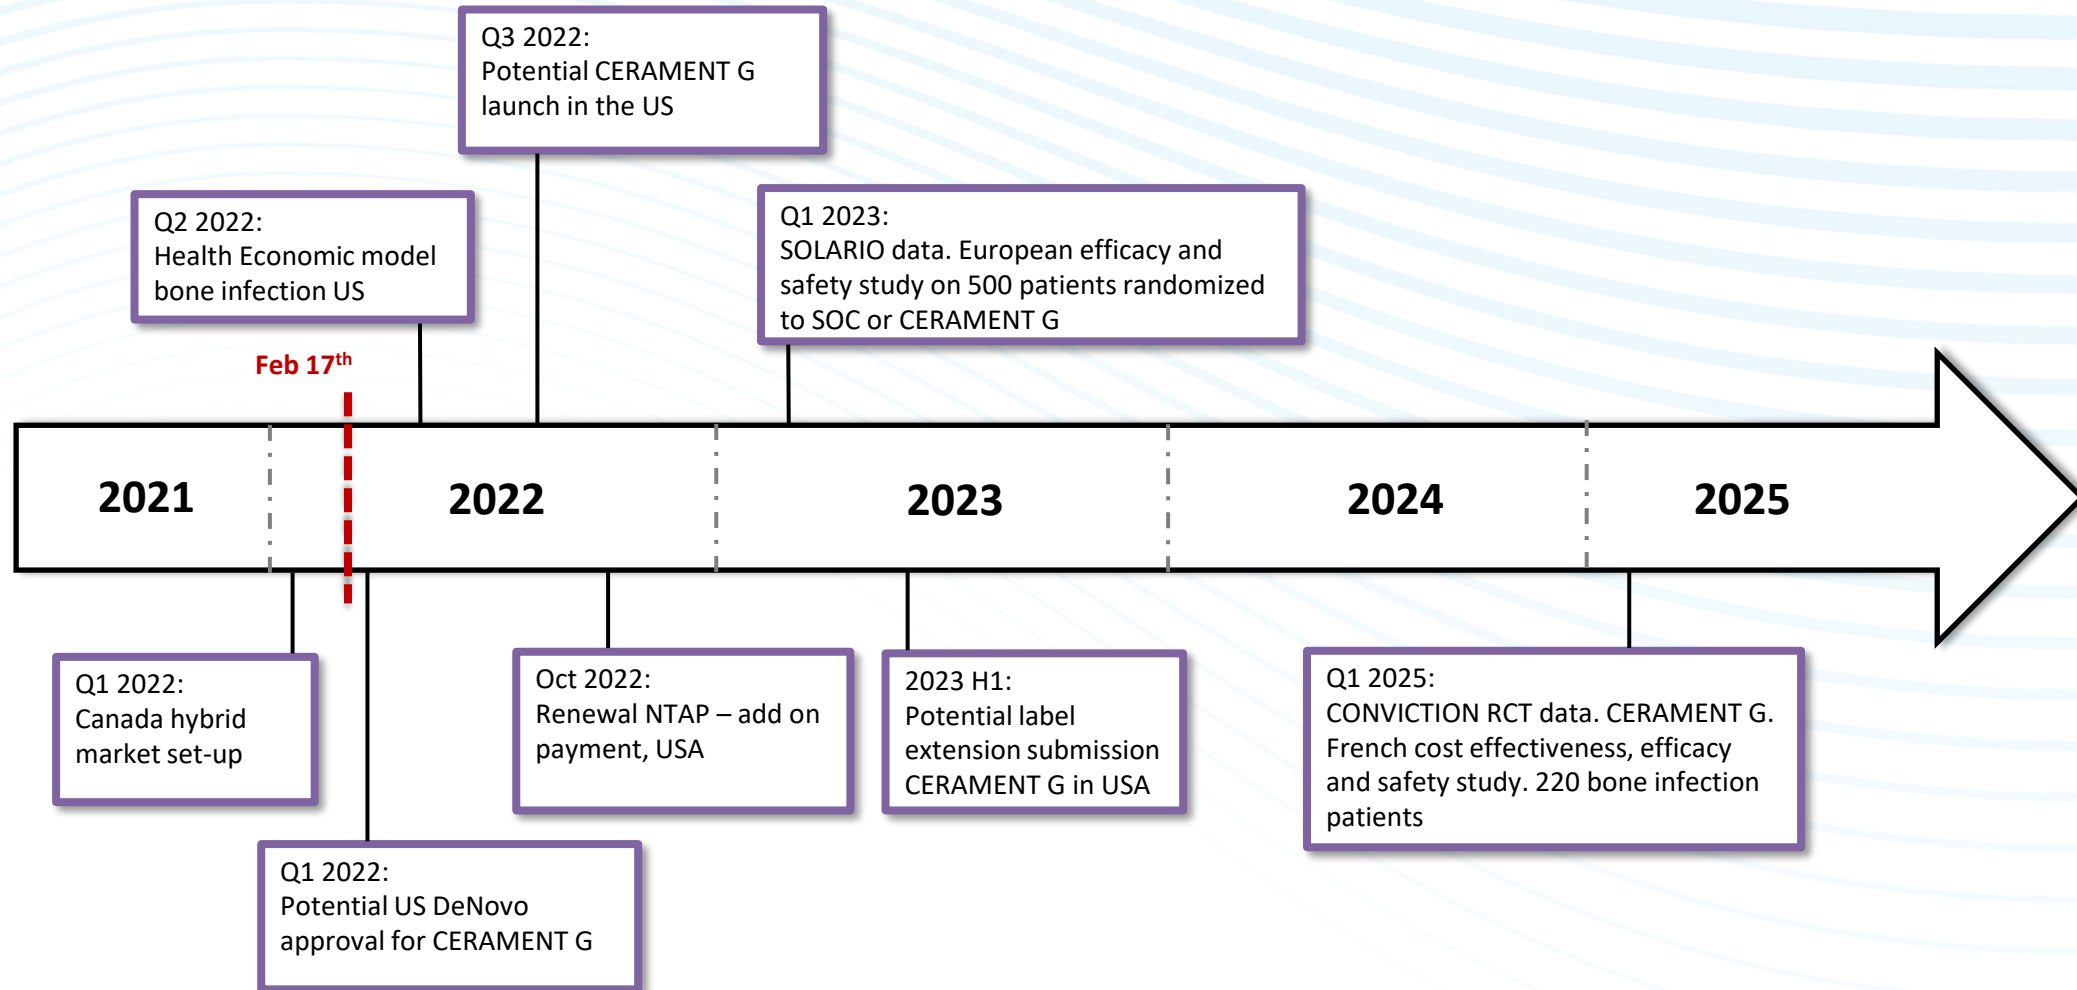 Q3 2022:
Potential CERAMENT G
launch in the US
Q2 2022:
Health Economic model
bone infection US
Q1 2023:
SOLARIO data. European efficacy and
safety study on 500 patients randomized
to SOC or CERAMENT G
Feb 17th
2021
2022
2023
2024
2025
Q1 2022:
Canada hybrid
market set-up
Oct 2022:
Renewal NTAP – add on
payment, USA
2023 H1:
Potential label
extension submission
CERAMENT G in USA
Q1 2025:
CONVICTION RCT data. CERAMENT G.
French cost effectiveness, efficacy
and safety study. 220 bone infection
patients
Q1 2022:
Potential US DeNovo
approval for CERAMENT G